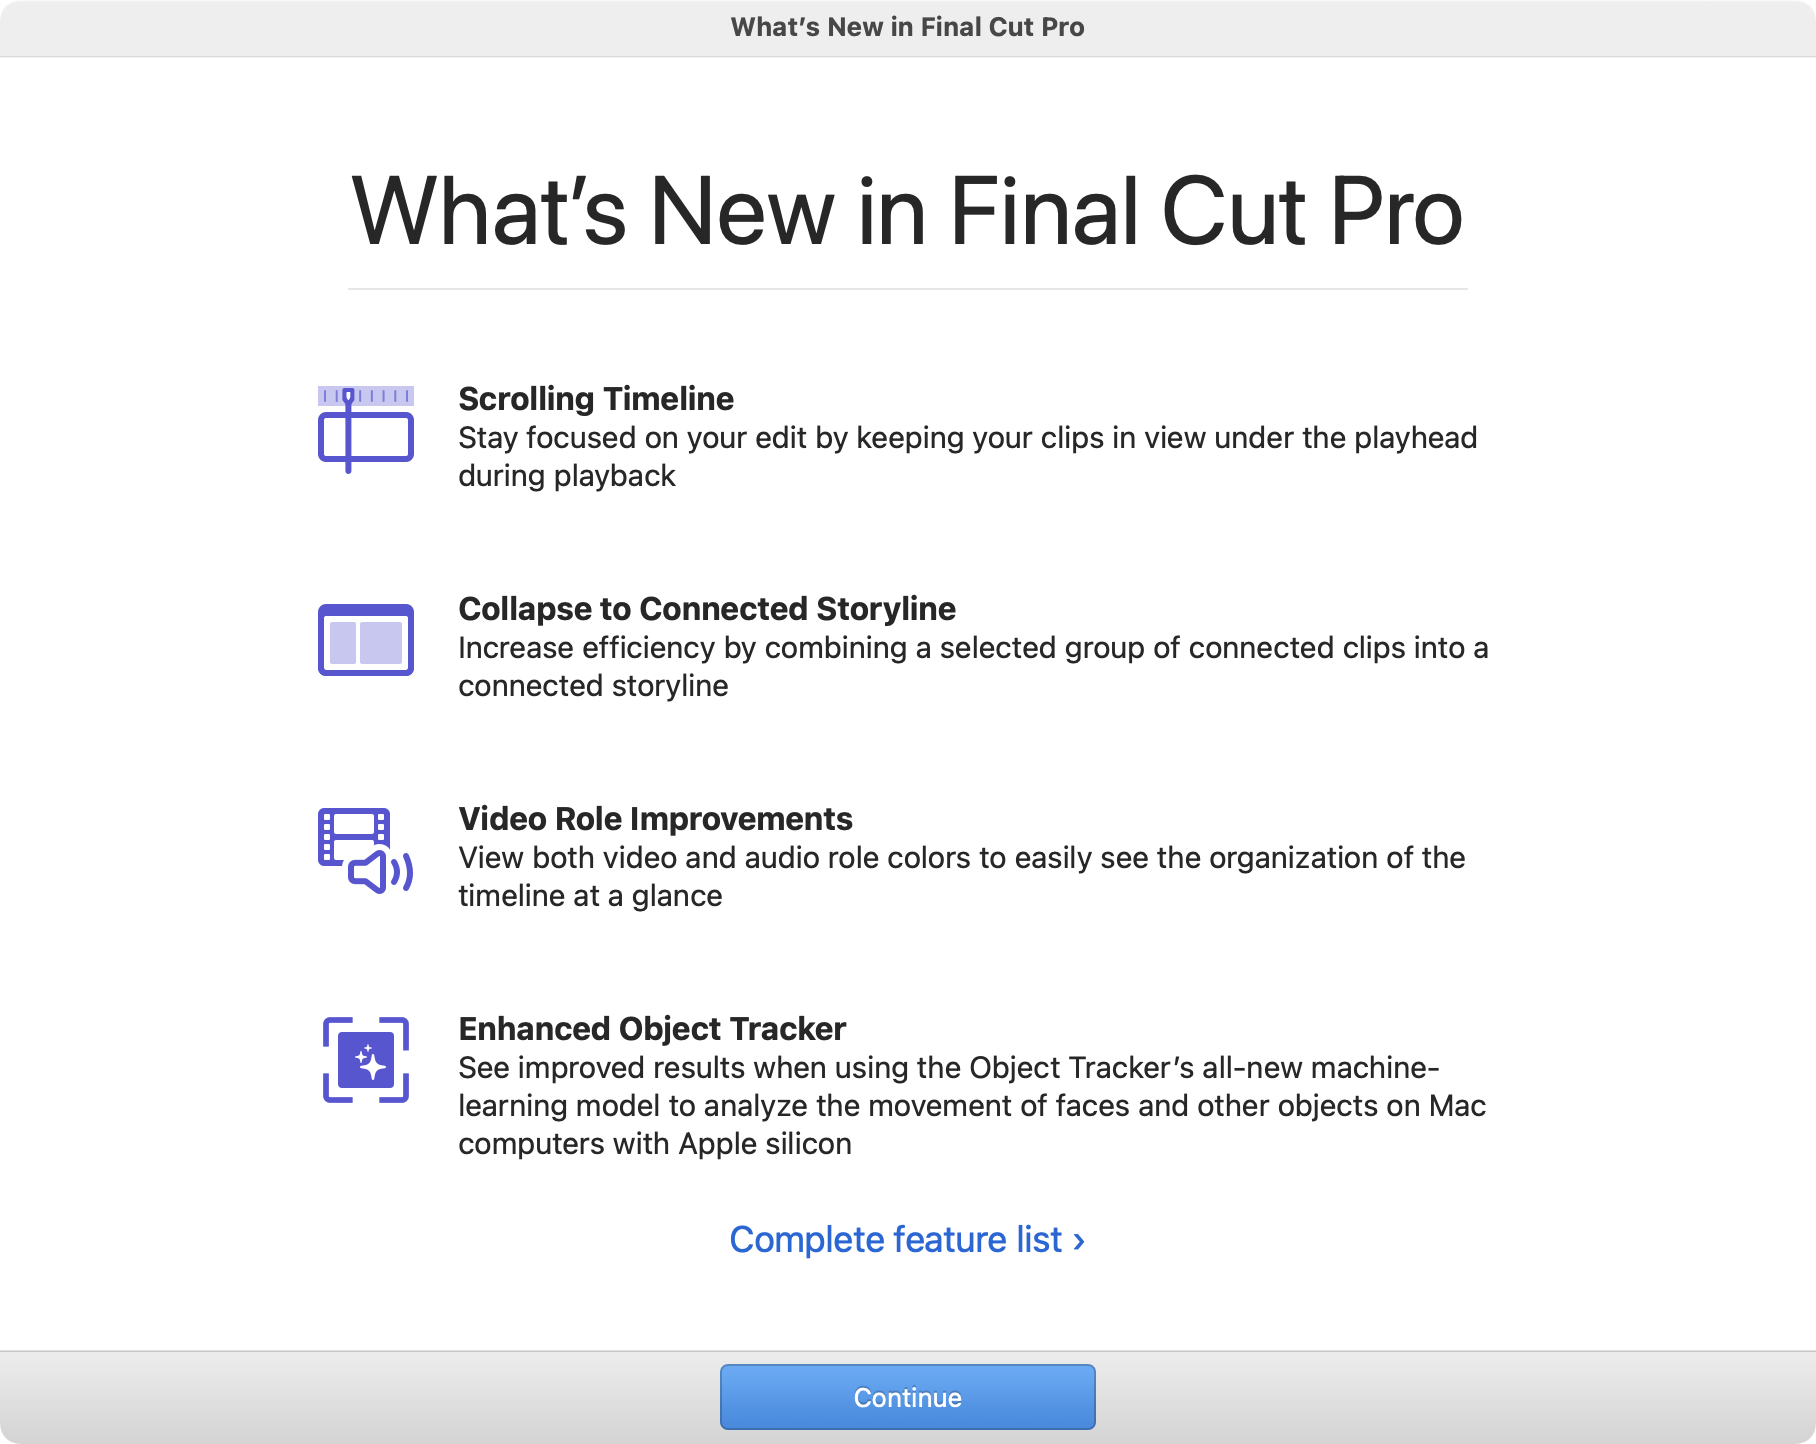 What’s New in Final Cut Pro
What’s New in Final Cut Pro
Scrolling Timeline
Stay focused on your edit by keeping your clips in view under the playhead
during playback
Collapse to Connected Storyline
Increase efficiency by combining a selected group of connected clips into a
connected storyline
Video Role Improvements
View both video and audio role colors to easily see the organization of the
timeline at a glance
Enhanced Object Tracker
See improved results when using the Object Tracker’s all-new machine-
learning model to analyze the movement of faces and other objects on Mac
computers with Apple silicon
Complete feature list ›
Continue